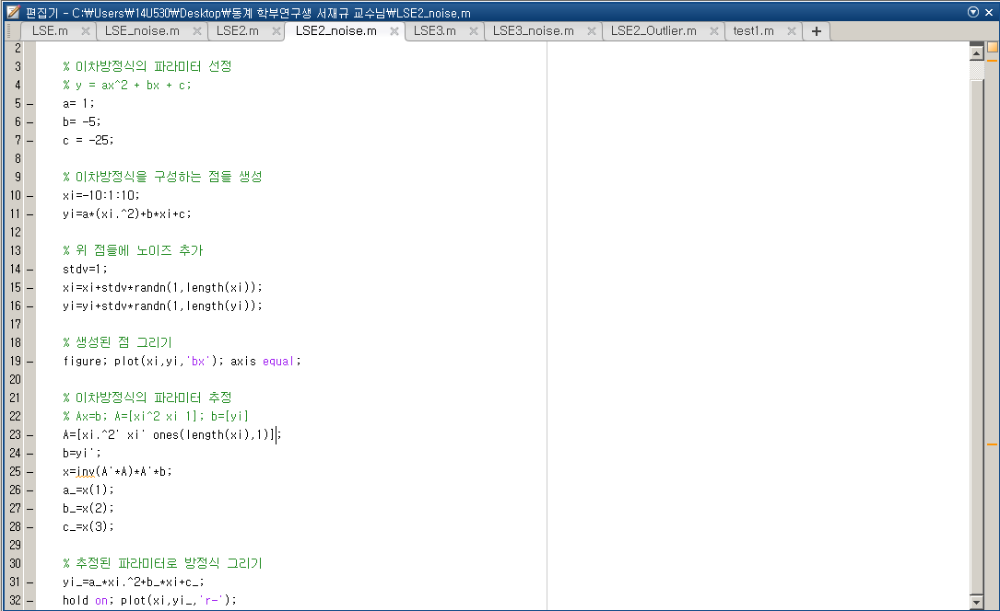 편집기 - C:₩Users₩14U530₩Desktop₩동계 학부연구생 서재규 교수님₩LSE2_noise.m
LSE.m LSE_noise.m LSE2.m LSE2_noise.m LSE3.m LSE3_noise.m LSE2_Outlier.m test1.m +
2
3 % 이차방정식의 파라미터 선정
4 % y = ax^2 + bx + c;
5 – a= 1;
6 – b= -5;
7 – c = -25;
8
9 % 이차방정식을 구성하는 점들 생성
10 – xi=-10:1:10;
11 – yi=a*(xi.^2)+b*xi+c;
12
13 % 위 점들에 노이즈 추가
14 – stdv=1;
15 – xi=xi+stdv*randn(1,length(xi));
16 – yi=yi+stdv*randn(1,length(yi));
17
18 % 생성된 점 그리기
19 – figure; plot(xi,yi,'bx'); axis equal;
20
21 % 이차방정식의 파라미터 추정
22 % Ax=b; A=[xi^2 xi 1]; b=[yi]
23 – A=[xi.^2' xi' ones(length(xi),1)];
24 – b=yi';
25 – x=inv(A'*A)*A'*b;
26 – a_=x(1);
27 – b_=x(2);
28 – c_=x(3);
29
30 % 추정된 파라미터로 방정식 그리기
31 – yi_=a_*xi.^2+b_*xi+c_;
32 – hold on; plot(xi,yi_,'r-');